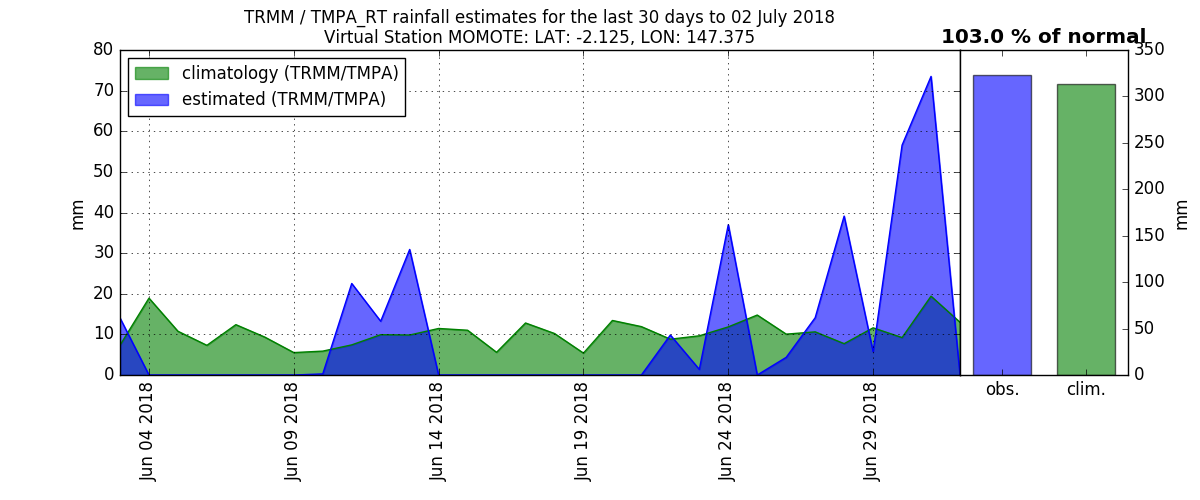 TRMM / TMPA_RT rainfall estimates for the last 30 days to 02 July 2018
Virtual Station MOMOTE: LAT: -2.125, LON: 147.375
103.0 % of normal
climatology (TRMM/TMPA)
estimated (TRMM/TMPA)
mm
80
70
60
50
40
30
20
10
0
Jun 04 2018
Jun 09 2018
Jun 14 2018
Jun 19 2018
Jun 24 2018
Jun 29 2018
obs.
clim.
350
300
250
200
150
100
50
0
mm